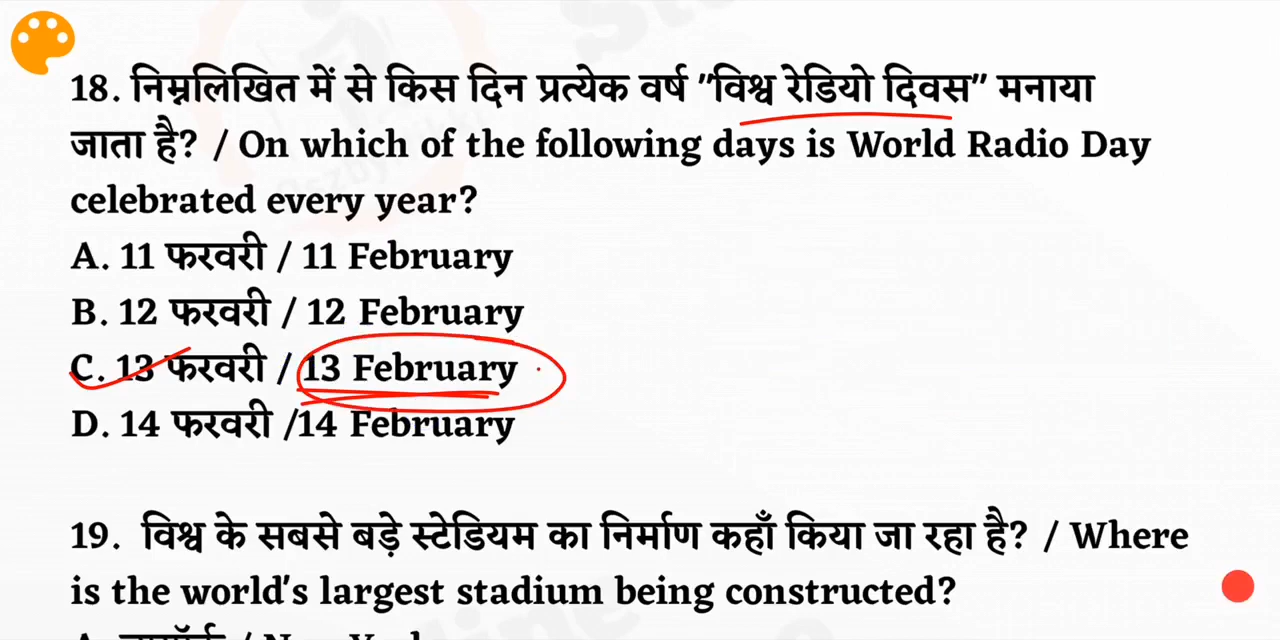 18. निम्नलिखित में से किस दिन प्रत्येक वर्ष "विश्व रेडियो दिवस" मनाया
जाता है? / On which of the following days is World Radio Day
celebrated every year?
A. 11 फरवरी / 11 February
B. 12 फरवरी / 12 February
C. 13 फरवरी / 13 February
D. 14 फरवरी /14 February
19. विश्व के सबसे बड़े स्टेडियम का निर्माण कहाँ किया जा रहा है? / Where
is the world's largest stadium being constructed?